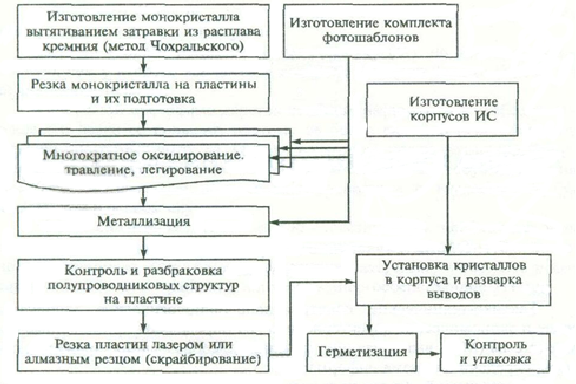 Изготовление монокристалла
вытягиванием затравки из расплава
кремния (метод Чохральского)
Изготовление комплекта
фотошаблонов
Резка монокристалла на пластины
и их подготовка
Изготовление
корпусов ИС
Многократное оксидирование.
травление, легирование
Металлизация
Контроль и разбраковка
полупроводниковых структур
на пластине
Установка кристаллов
в корпуса и разварка
выводов
Резка пластин лазером или
алмазным резцом (скрайбирование)
Герметизация
Контроль
и упаковка